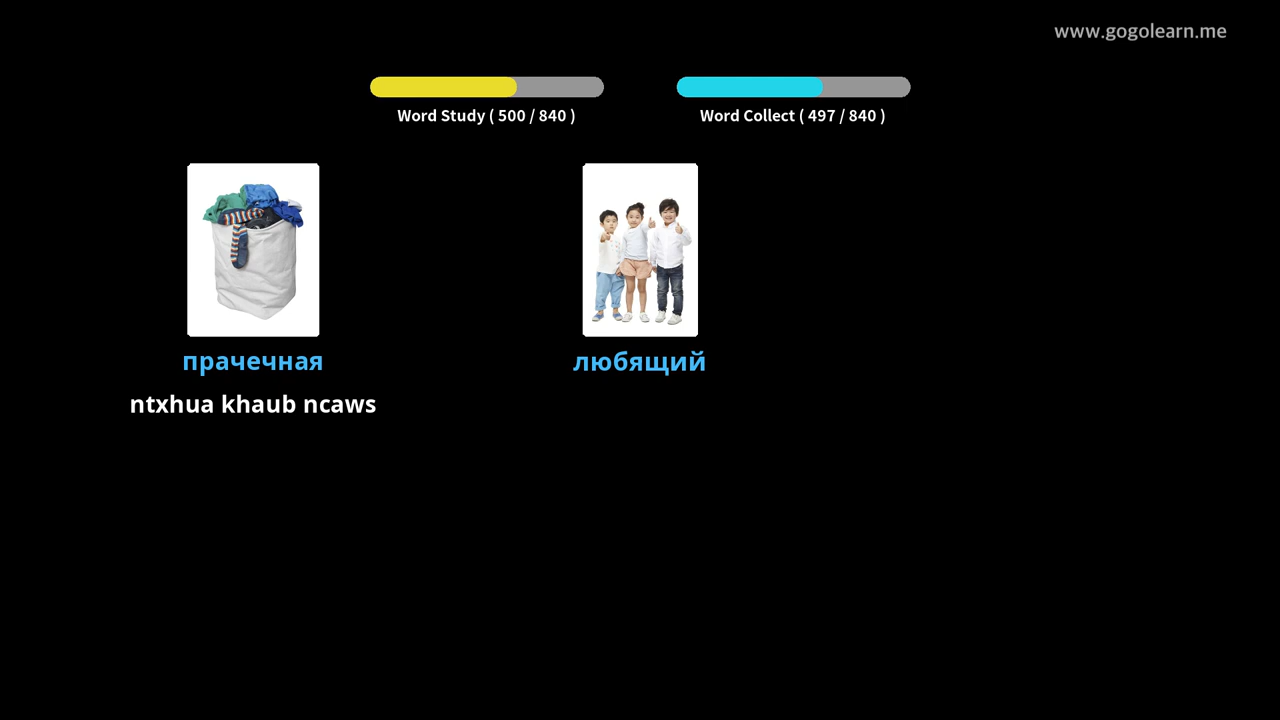 www.gogolearn.me
Word Study ( 500 / 840 )
Word Collect ( 497 / 840 )
прачечная
любящий
ntxhua khaub ncaws